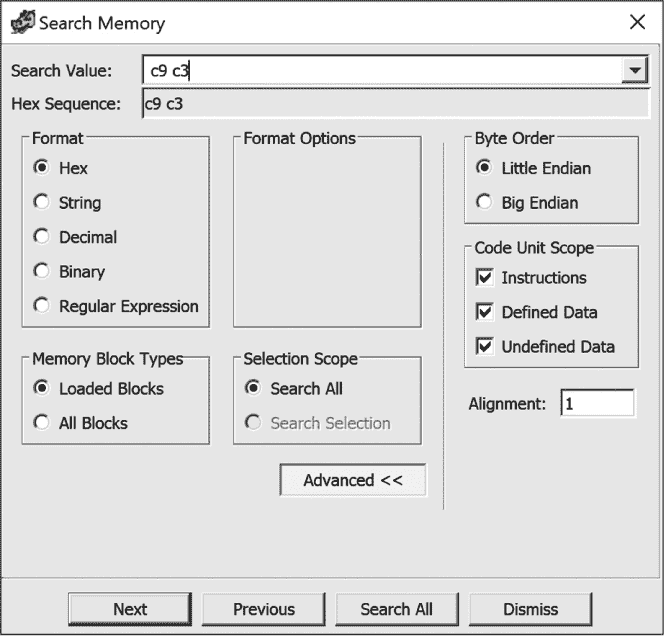 Search Memory
Search Value: c9 c3
Hex Sequence: c9 c3
Format
Hex
String
Decimal
Binary
Regular Expression
Format Options
Byte Order
Little Endian
Big Endian
Code Unit Scope
Instructions
Defined Data
Undefined Data
Memory Block Types
Loaded Blocks
All Blocks
Selection Scope
Search All
Search Selection
Alignment: 1
Advanced <<
Next
Previous
Search All
Dismiss